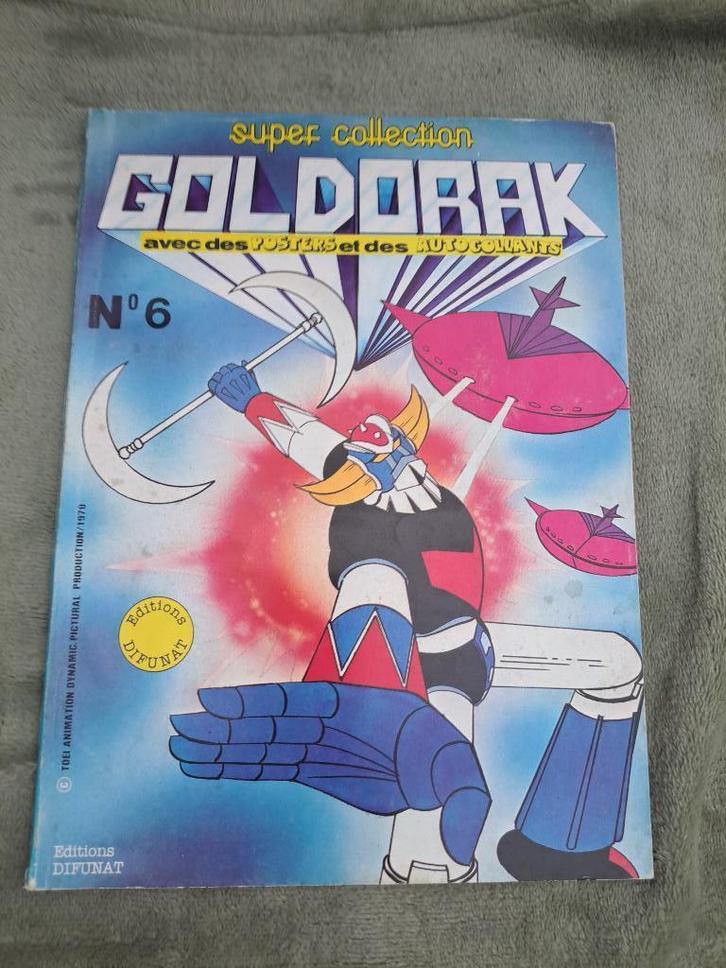 super collection
GOLDORAK
avec des POSTERS et des AUTOCOLLANTS
N° 6
© TOEI ANIMATION DYNAMIC. PICTURAL PRODUCTION/1978
Editions
DIFUNAT
Editions
DIFUNAT